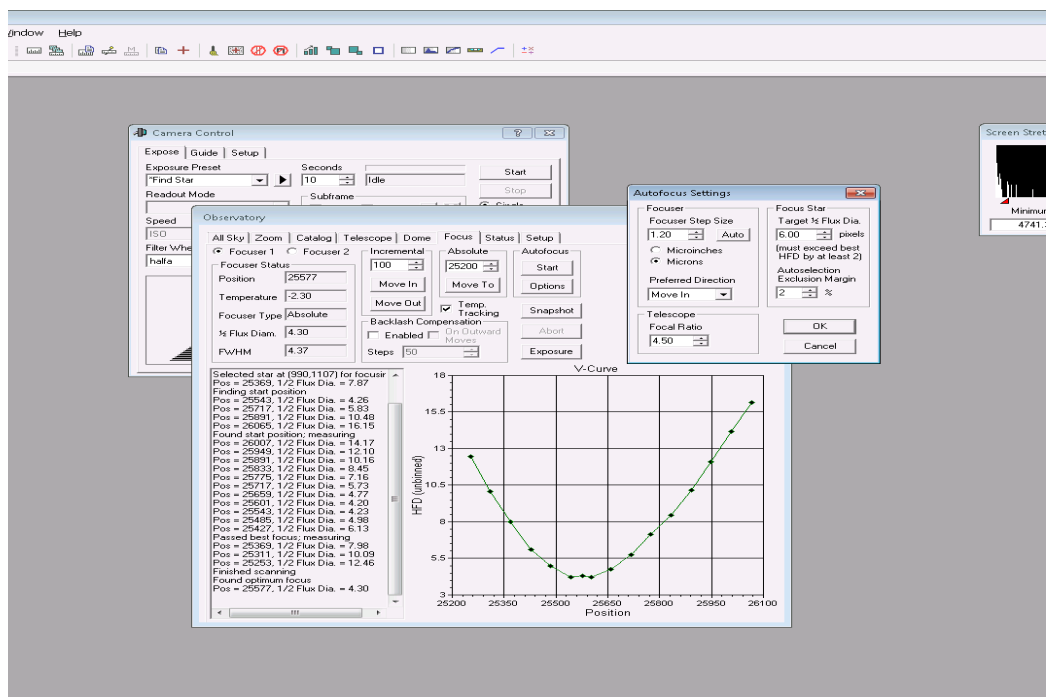 Window Help
Camera Control
Expose Guide Setup
Exposure Preset
Seconds
"Find Star
10
Idle
Start
Stop
Readout Mode
Subframe
Speed
ISO
Filter Whe
halfa
Observatory
All Sky Zoom Catalog Telescope Dome Focus Status Setup
Focuser 1 Focuser 2
Focuser Status
Position 25577
Temperature -2.30
Focuser Type Absolute
½ Flux Diam. 4.30
FWHM 4.37
Incremental
100
Move In
Move Out
Absolute
25200
Move To
Temp. Tracking
Autofocus
Start
Options
Snapshot
Abort
Exposure
Backlash Compensation
Enabled On Outward Moves
Steps 50
Selected star at (990,1107) for focusir
Pos = 25369, 1/2 Flux Dia. = 7.87
Finding start position
Pos = 25543, 1/2 Flux Dia. = 4.26
Pos = 25717, 1/2 Flux Dia. = 5.83
Pos = 25891, 1/2 Flux Dia. = 10.48
Pos = 26065, 1/2 Flux Dia. = 16.15
Found start position; measuring
Pos = 26007, 1/2 Flux Dia. = 14.17
Pos = 25949, 1/2 Flux Dia. = 12.10
Pos = 25891, 1/2 Flux Dia. = 10.16
Pos = 25833, 1/2 Flux Dia. = 8.45
Pos = 25775, 1/2 Flux Dia. = 7.16
Pos = 25717, 1/2 Flux Dia. = 5.73
Pos = 25659, 1/2 Flux Dia. = 4.77
Pos = 25601, 1/2 Flux Dia. = 4.20
Pos = 25543, 1/2 Flux Dia. = 4.23
Pos = 25485, 1/2 Flux Dia. = 4.98
Pos = 25427, 1/2 Flux Dia. = 6.13
Passed best focus; measuring
Pos = 25369, 1/2 Flux Dia. = 7.98
Pos = 25311, 1/2 Flux Dia. = 10.09
Pos = 25253, 1/2 Flux Dia. = 12.46
Finished scanning
Found optimum focus
Pos = 25577, 1/2 Flux Dia. = 4.30
V-Curve
HFD (unbinned)
18
15.5
13
10.5
8
5.5
3
25200 25350 25500 25650 25800 25950 26100
Position
Autofocus Settings
Focuser
Focuser Step Size
1.20 Auto
Microinches
Microns
Preferred Direction
Move In
Telescope
Focal Ratio
4.50
Focus Star
Target ½ Flux Dia.
6.00 pixels
(must exceed best
HFD by at least 2)
Autoselection
Exclusion Margin
2 %
OK
Cancel
Screen Stret
Minimur
4741.